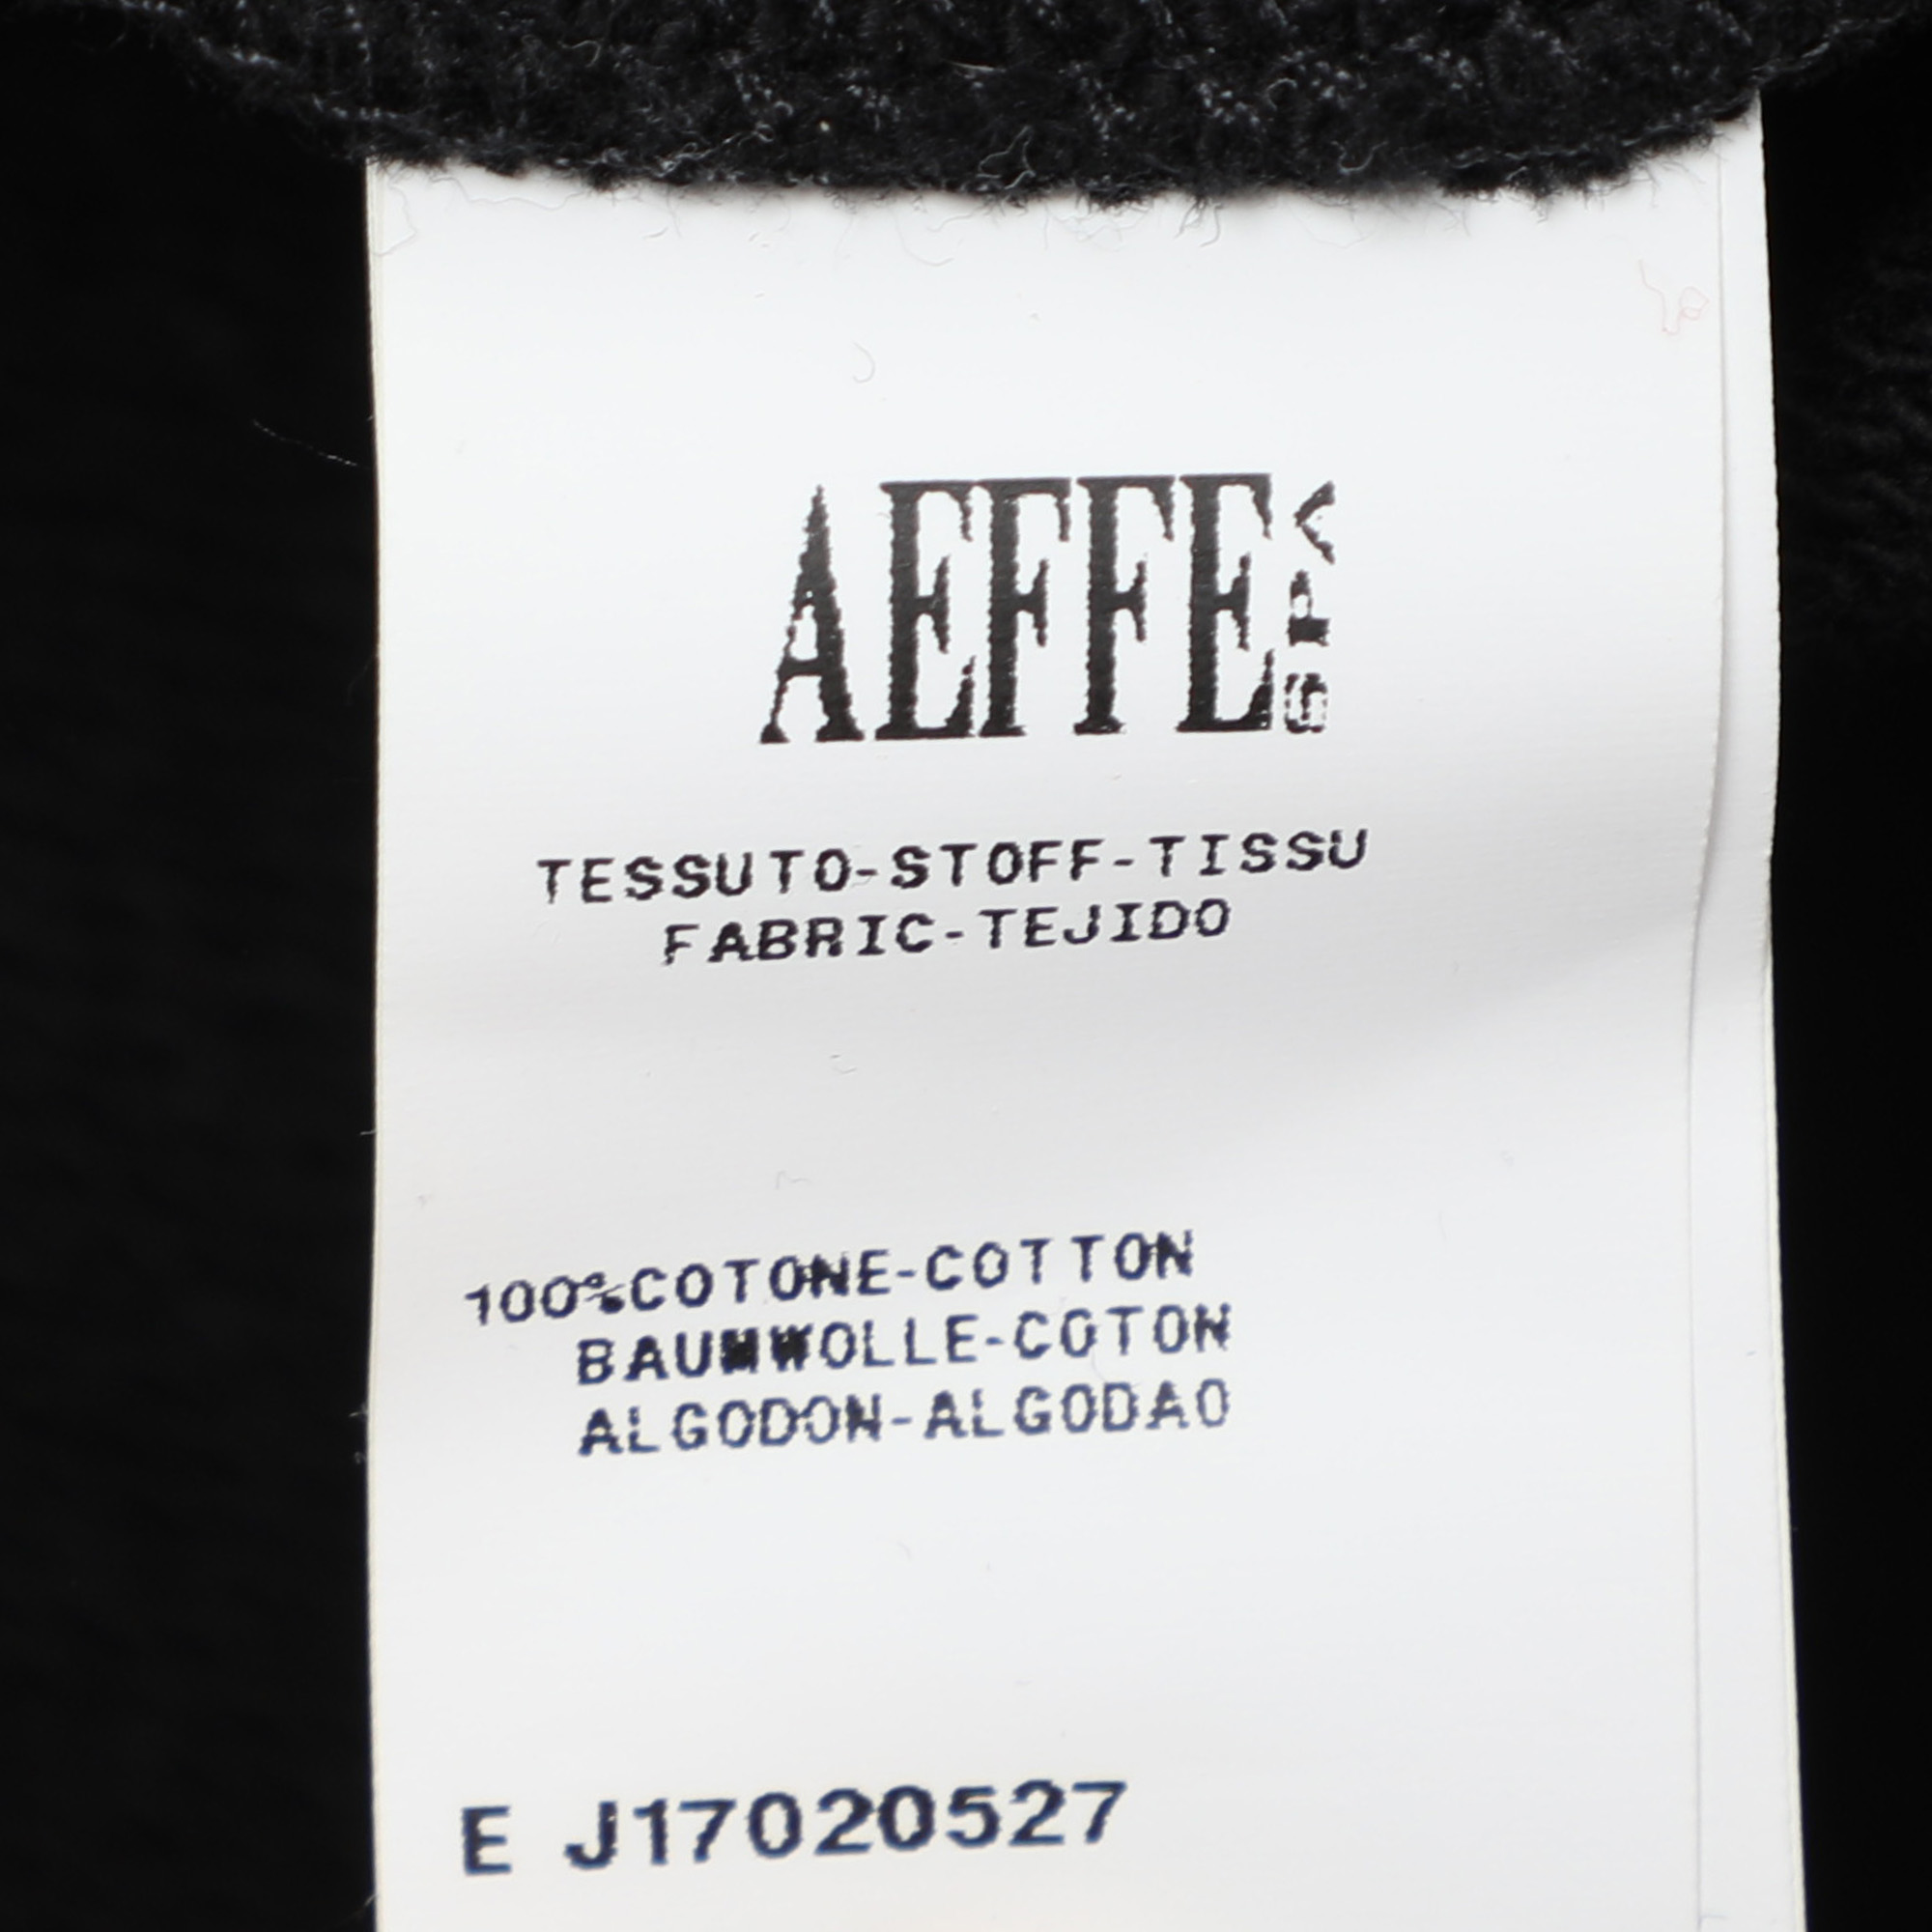 AEFFE SPA
TESSUTO-STOFF-TISSU
FABRIC-TEJIDO
100%COTONE-COTTON
BAUMWOLLE-COTON
ALGODON-ALGODAO
E J17020527